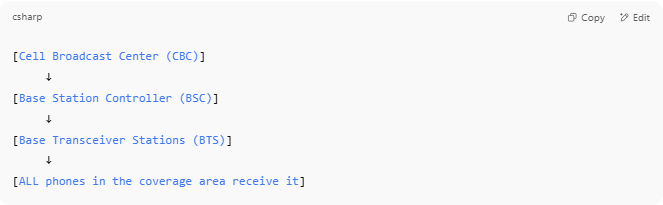 csharp
Copy
Edit
[Cell Broadcast Center (CBC)]
↓
[Base Station Controller (BSC)]
↓
[Base Transceiver Stations (BTS)]
↓
[ALL phones in the coverage area receive it]